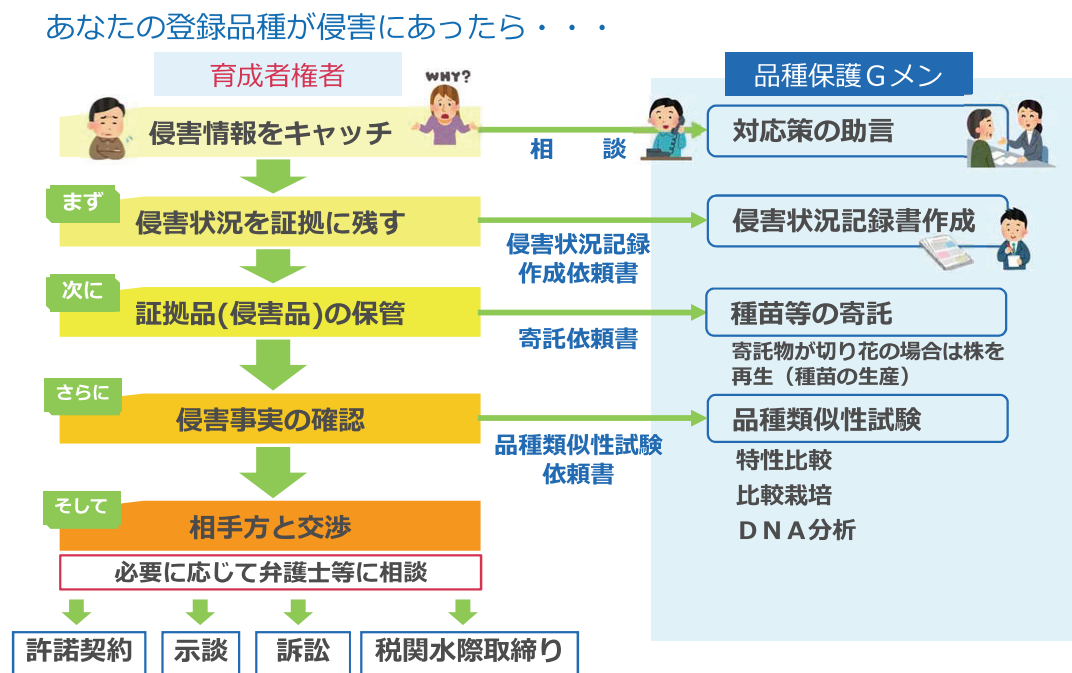 あなたの登録品種が侵害にあったら・・・
育成者権者
品種保護Gメン
WHY?
侵害情報をキャッチ
相 談
対応策の助言
まず
侵害状況を証拠に残す
侵害状況記録
作成依頼書
侵害状況記録書作成
次に
証拠品(侵害品)の保管
寄託依頼書
種苗等の寄託
寄託物が切り花の場合は株を
再生（種苗の生産）
さらに
侵害事実の確認
品種類似性試験
依頼書
品種類似性試験
特性比較
比較栽培
ＤＮＡ分析
そして
相手方と交渉
必要に応じて弁護士等に相談
許諾契約
示談
訴訟
税関水際取締り